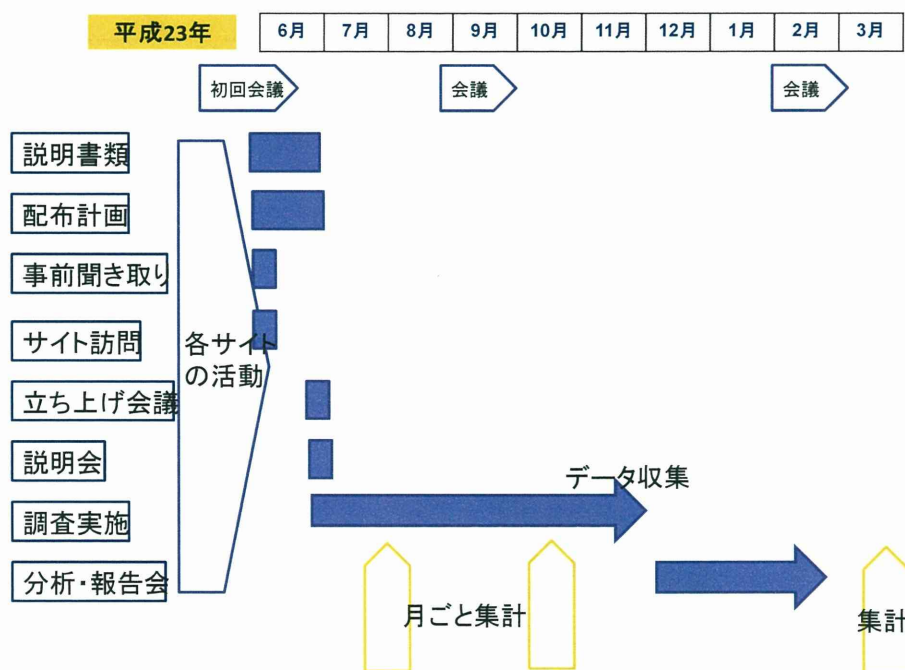 平成23年
6月 7月 8月 9月 10月 11月 12月 1月 2月 3月
初回会議
会議
会議
説明書類
配布計画
事前聞き取り
サイト訪問
各サイト
の活動
立ち上げ会議
説明会
データ収集
調査実施
分析・報告会
月ごと集計
集計